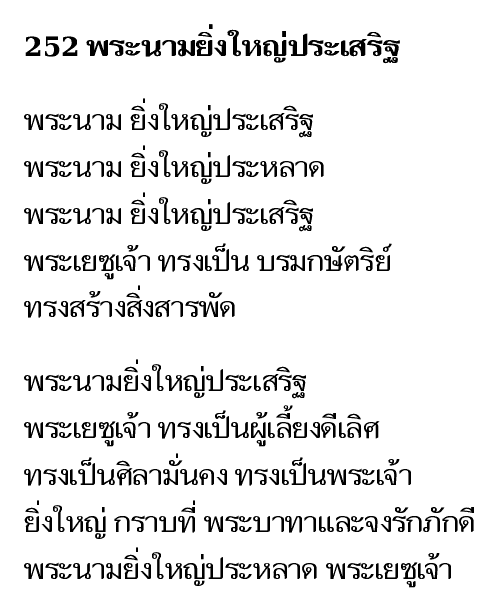 252 พระนามยิ่งใหญ่ประเสริฐ
พระนาม ยิ่งใหญ่ประเสริฐ
พระนาม ยิ่งใหญ่ประหลาด
พระนาม ยิ่งใหญ่ประเสริฐ
พระเยซูเจ้า ทรงเป็น บรมกษัตริย์
ทรงสร้างสิ่งสารพัด
พระนามยิ่งใหญ่ประเสริฐ
พระเยซูเจ้า ทรงเป็นผู้เลี้ยงดีเลิศ
ทรงเป็นศิลามั่นคง ทรงเป็นพระเจ้า
ยิ่งใหญ่ กราบที่ พระบาทาและจงรักภักดี
พระนามยิ่งใหญ่ประหลาด พระเยซูเจ้า